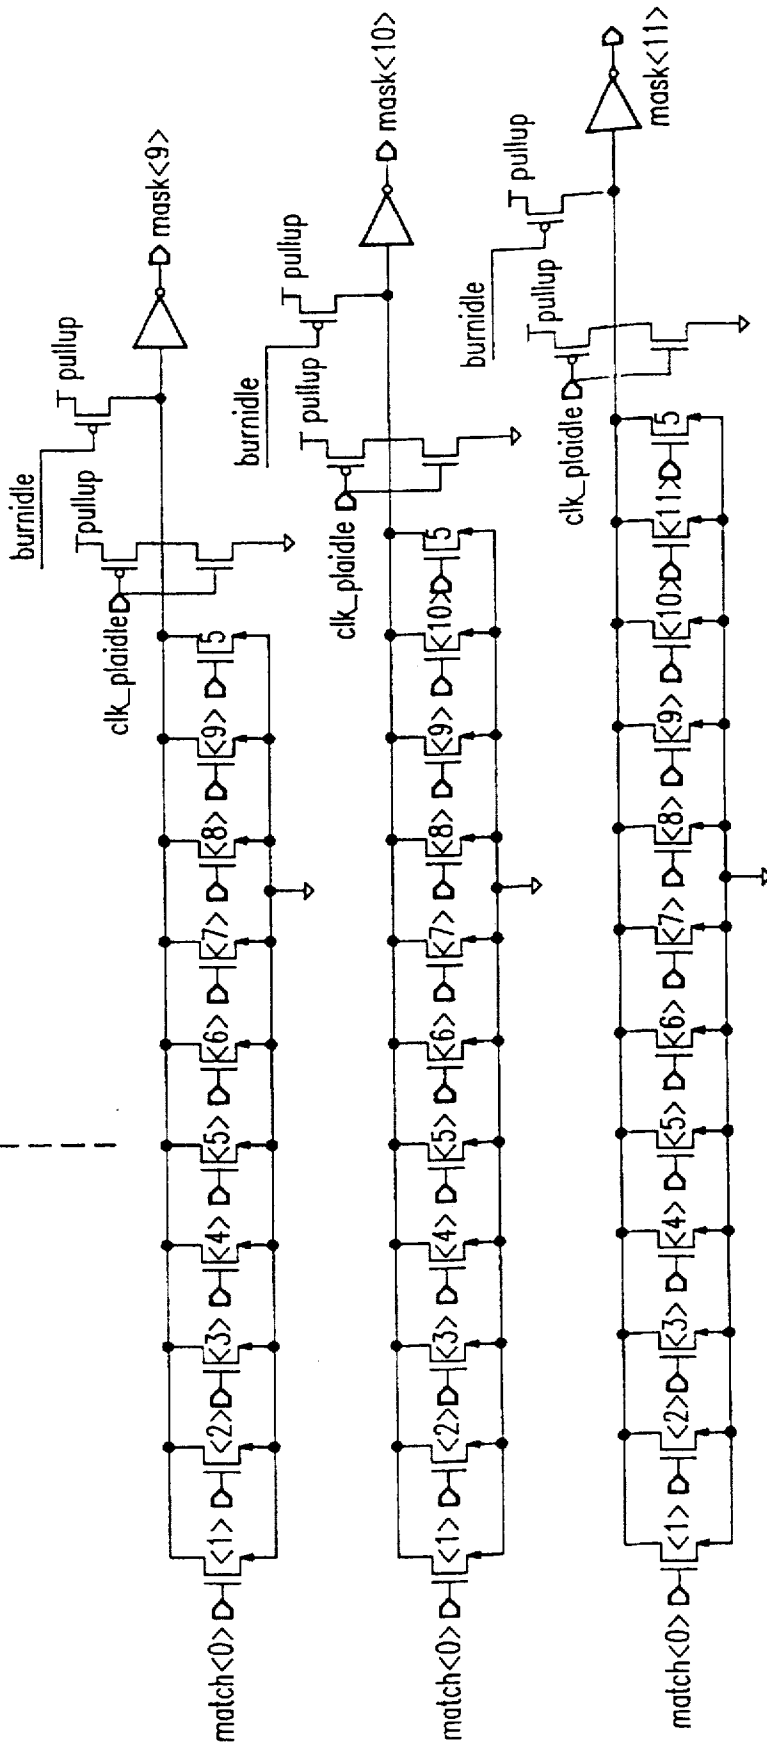 burnidle
pullup
mask<9>
clk_plaidle
pullup
match<0> <1> <2> <3> <4> <5> <6> <7> <8> <9> 5
burnidle
pullup
mask<10>
clk_plaidle
pullup
match<0> <1> <2> <3> <4> <5> <6> <7> <8> <9> <10> 5
burnidle
pullup
mask<11>
clk_plaidle
pullup
match<0> <1> <2> <3> <4> <5> <6> <7> <8> <9> <10> <11> 5